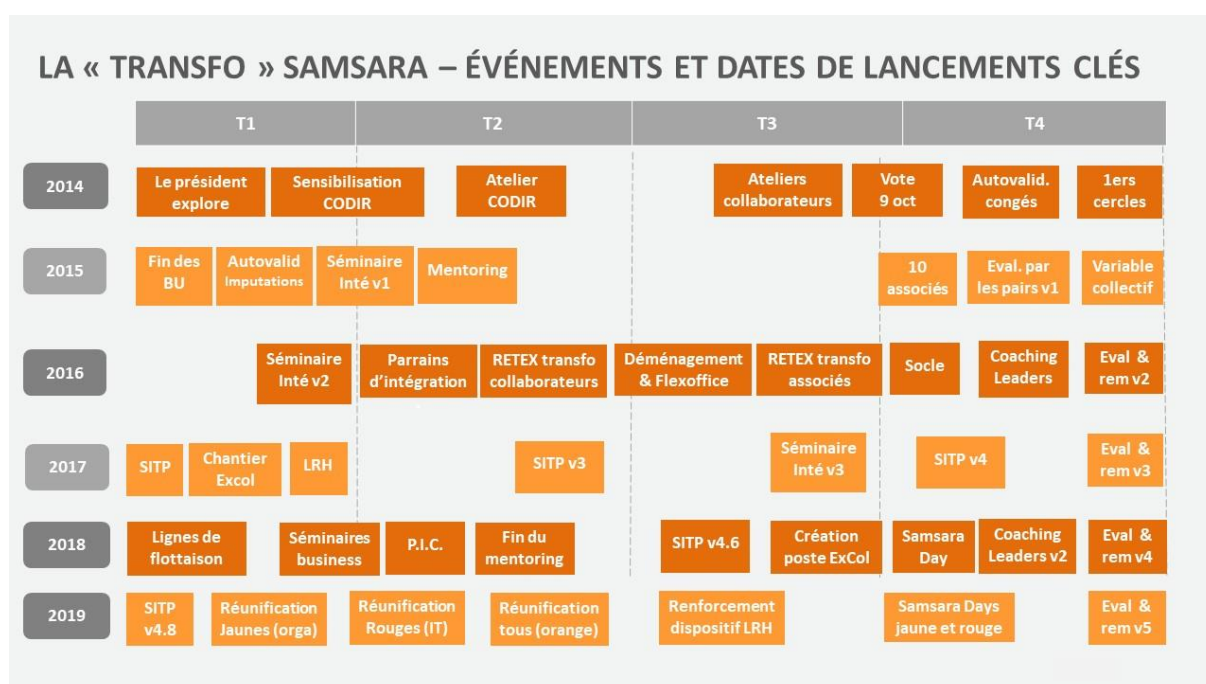 LA « TRANSFO » SAMSARA – ÉVÉNEMENTS ET DATES DE LANCEMENTS CLÉS
T1
T2
T3
T4
2014
Le président
explore
Sensibilisation
CODIR
Atelier
CODIR
Ateliers
collaborateurs
Vote
9 oct
Autovalid.
congés
1ers
cercles
2015
Fin des
BU
Autovalid
Imputations
Séminaire
Inté v1
Mentoring
10
associés
Eval. par
les pairs v1
Variable
collectif
2016
Séminaire
Inté v2
Parrains
d'intégration
RETEX transfo
collaborateurs
Déménagement
& Flexoffice
RETEX transfo
associés
Socle
Coaching
Leaders
Eval &
rem v2
2017
SITP
Chantier
Excol
LRH
SITP v3
Séminaire
Inté v3
SITP v4
Eval &
rem v3
2018
Lignes de
flottaison
Séminaires
business
P.I.C.
Fin du
mentoring
SITP v4.6
Création
poste ExCol
Samsara
Day
Coaching
Leaders v2
Eval &
rem v4
2019
SITP
v4.8
Réunification
Jaunes (orga)
Réunification
Rouges (IT)
Réunification
tous (orange)
Renforcement
dispositif LRH
Samsara Days
jaune et rouge
Eval &
rem v5